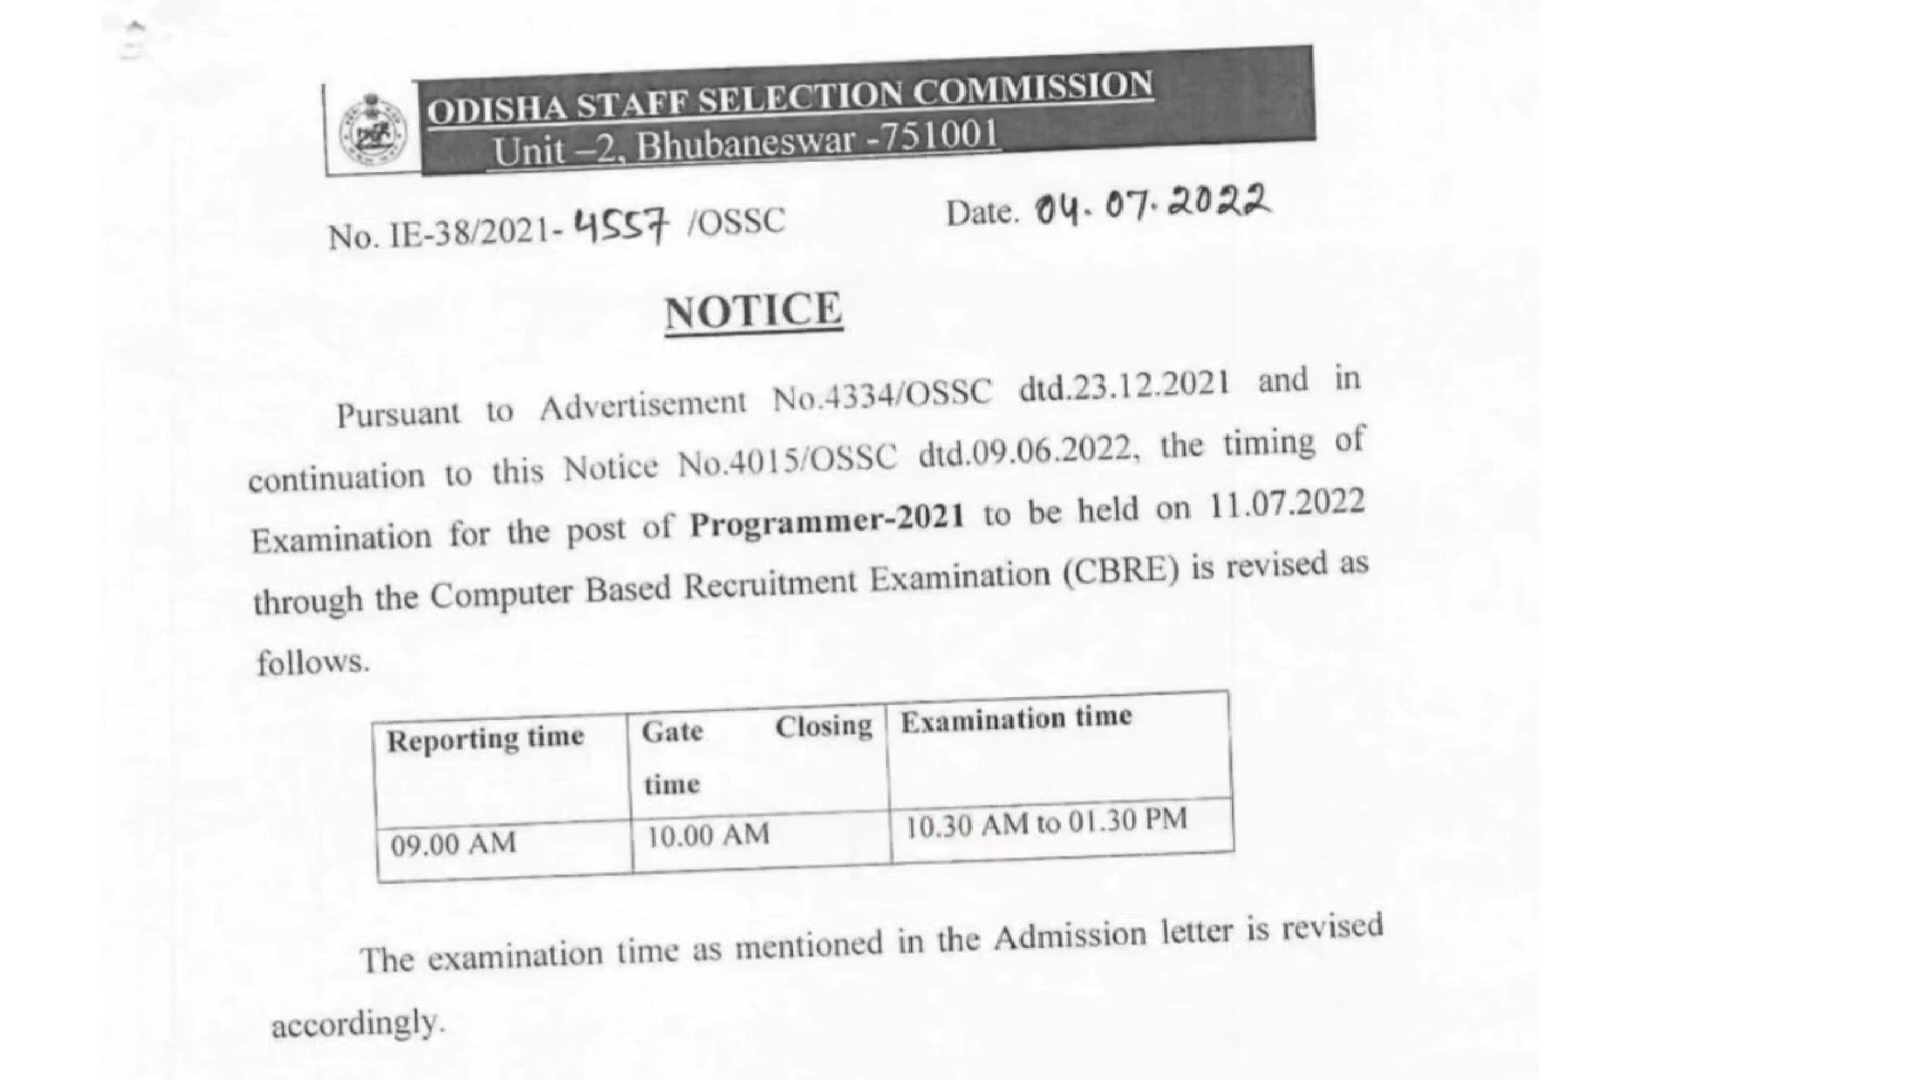 ODISHA STAFF SELECTION COMMISSION
Unit –2, Bhubaneswar -751001
No. IE-38/2021- 4557 /OSSC Date. 04.07.2022
NOTICE
Pursuant to Advertisement No.4334/OSSC dtd.23.12.2021 and in
continuation to this Notice No.4015/OSSC dtd.09.06.2022, the timing of
Examination for the post of Programmer-2021 to be held on 11.07.2022
through the Computer Based Recruitment Examination (CBRE) is revised as
follows.
Reporting time Gate Closing Examination time
time
09.00 AM 10.00 AM 10.30 AM to 01.30 PM
The examination time as mentioned in the Admission letter is revised
accordingly.